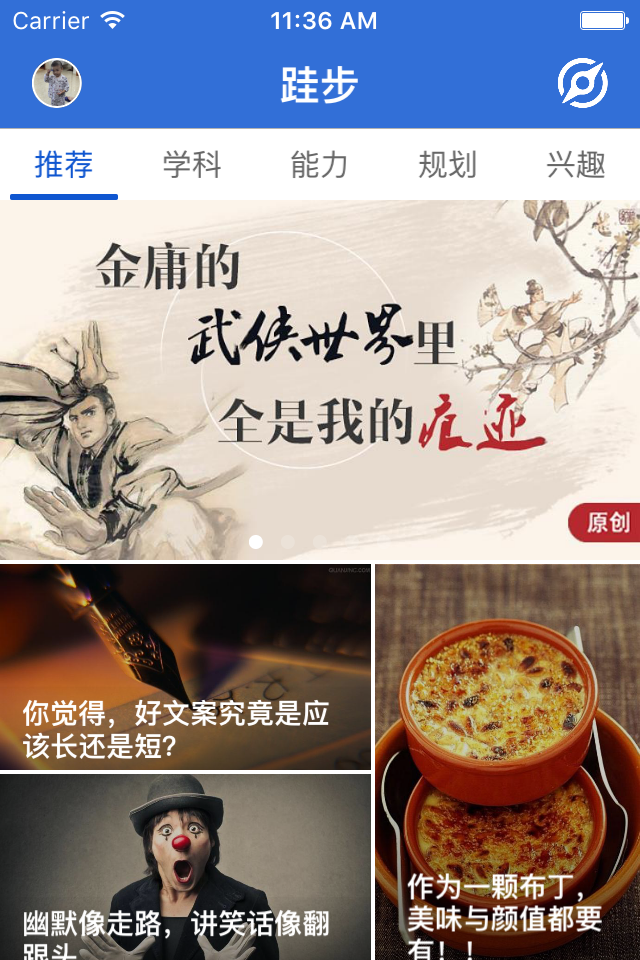 Carrier
11:36 AM
跬步
推荐
学科
能力
规划
兴趣
金庸的
武侠世界里
全是我的痕迹
原创
你觉得，好文案究竟是应
该长还是短？
幽默像走路，讲笑话像翻
跟头
作为一颗布丁，
美味与颜值都要
有！！